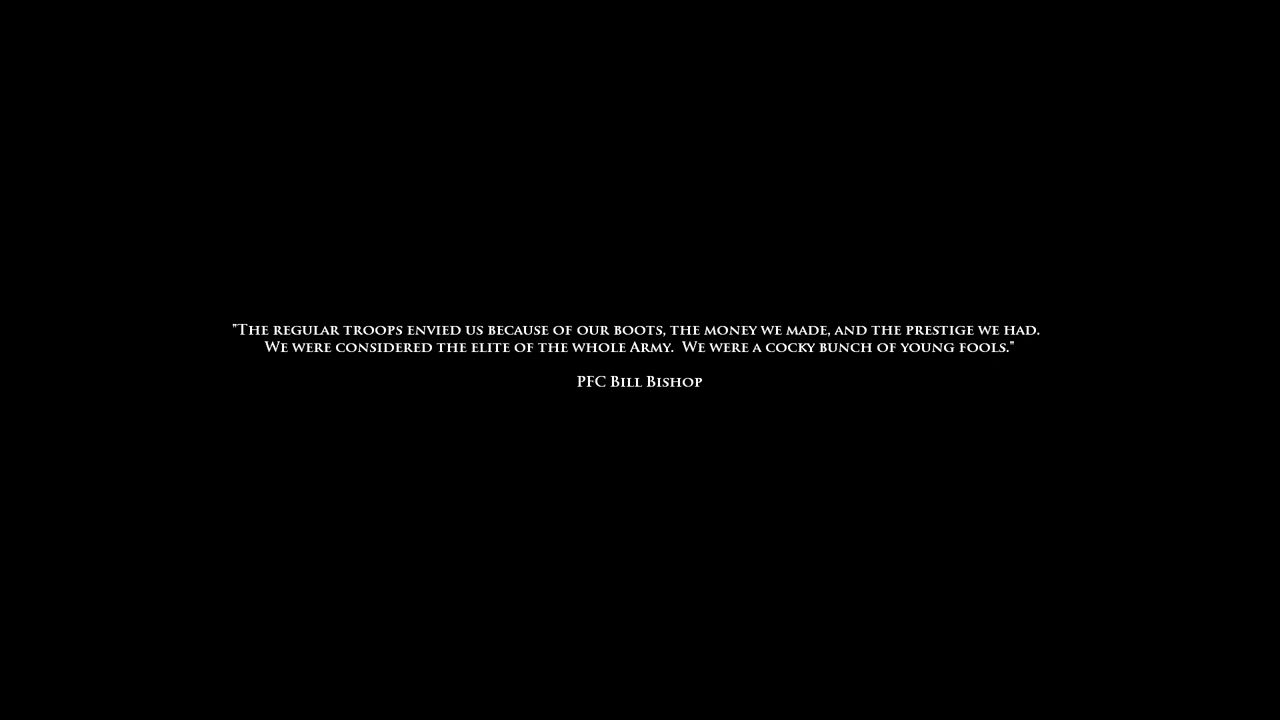 "The regular troops envied us because of our boots, the money we made, and the prestige we had.
We were considered the elite of the whole Army.  We were a cocky bunch of young fools."
PFC Bill Bishop